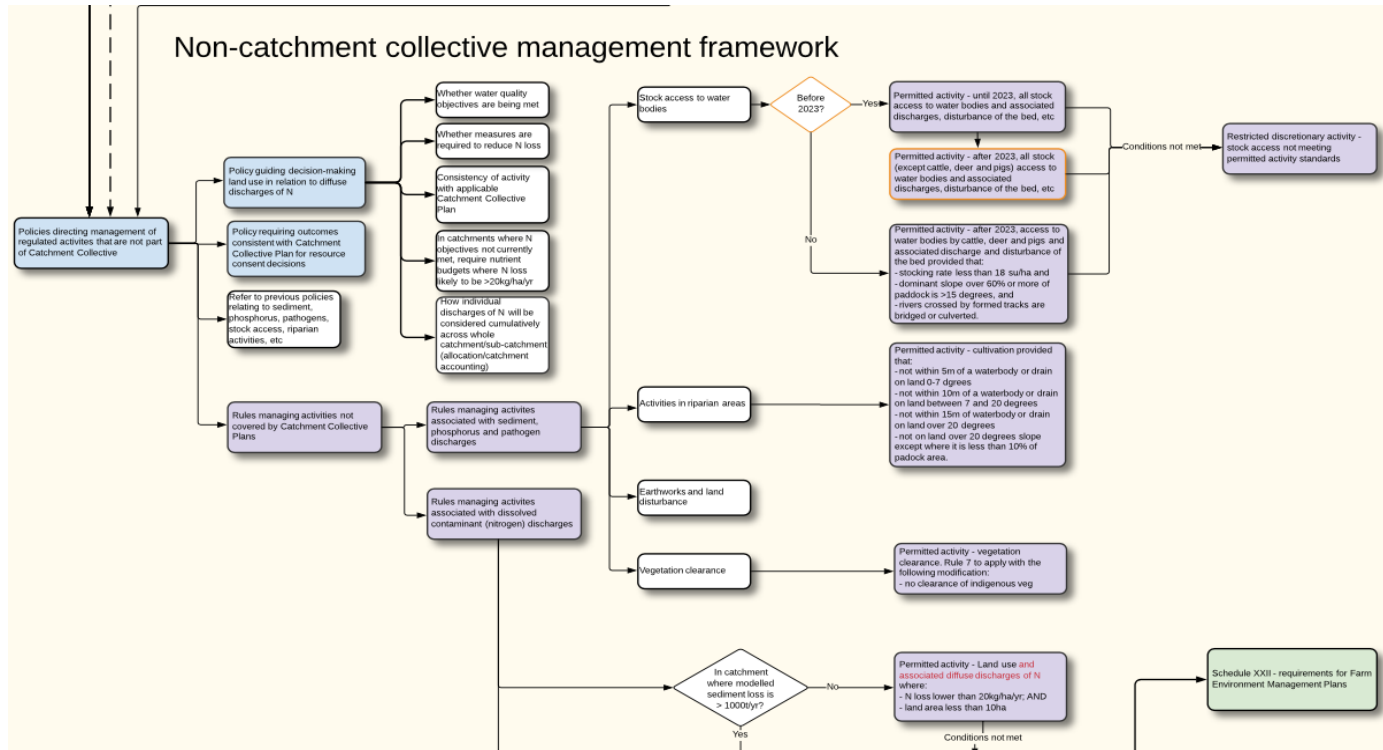 Non-catchment collective management framework
Policies directing management of
regulated activites that are not part
of Catchment Collective
Policy guiding decision-making
land use in relation to diffuse
discharges of N
Policy requiring outcomes
consistent with Catchment
Collective Plan for resource
consent decisions
Refer to previous policies
relating to sediment,
phosphorus, pathogens,
stock access, riparian
activities, etc
Rules managing activities not
covered by Catchment Collective
Plans
Whether water quality
objectives are being met
Whether measures are
required to reduce N loss
Consistency of activity
with applicable
Catchment Collective
Plan
In catchments where N
objectives not currently
met, require nutrient
budgets where N loss
likely to be >20kg/ha/yr
How individual
discharges of N will be
considered cumulatively
across whole
catchment/sub-catchment
(allocation/catchment
accounting)
Rules managing activites
associated with sediment,
phosphorus and pathogen
discharges
Rules managing activites
associated with dissolved
contaminant (nitrogen) discharges
Stock access to water
bodies
Before
2023?
Yes
No
Permitted activity - until 2023, all stock
access to water bodies and associated
discharges, disturbance of the bed, etc
Permitted activity - after 2023, all stock
(except cattle, deer and pigs) access to
water bodies and associated
discharges, disturbance of the bed, etc
Permitted activity - after 2023, access to
water bodies by cattle, deer and pigs and
associated discharge and disturbance of
the bed provided that:
- stocking rate less than 18 su/ha and
- dominant slope over 60% or more of
paddock is >15 degrees, and
- rivers crossed by formed tracks are
bridged or culverted.
Conditions not met
Restricted discretionary activity -
stock access not meeting
permitted activity standards
Activities in riparian areas
Permitted activity - cultivation provided
that:
- not within 5m of a waterbody or drain
on land 0-7 dgrees
- not within 10m of a waterbody or drain
on land between 7 and 20 degrees
- not within 15m of waterbody or drain
on land over 20 degrees
- not on land over 20 degrees slope
except where it is less than 10% of
padock area.
Earthworks and land
disturbance
Vegetation clearance
Permitted activity - vegetation
clearance. Rule 7 to apply with the
following modification:
- no clearance of indigenous veg
In catchment
where modelled
sediment loss is
> 1000t/yr?
No
Yes
Permitted activity - Land use and
associated diffuse discharges of N
where:
- N loss lower than 20kg/ha/yr; AND
- land area less than 10ha
Conditions not met
Schedule XXII - requirements for Farm
Environment Management Plans